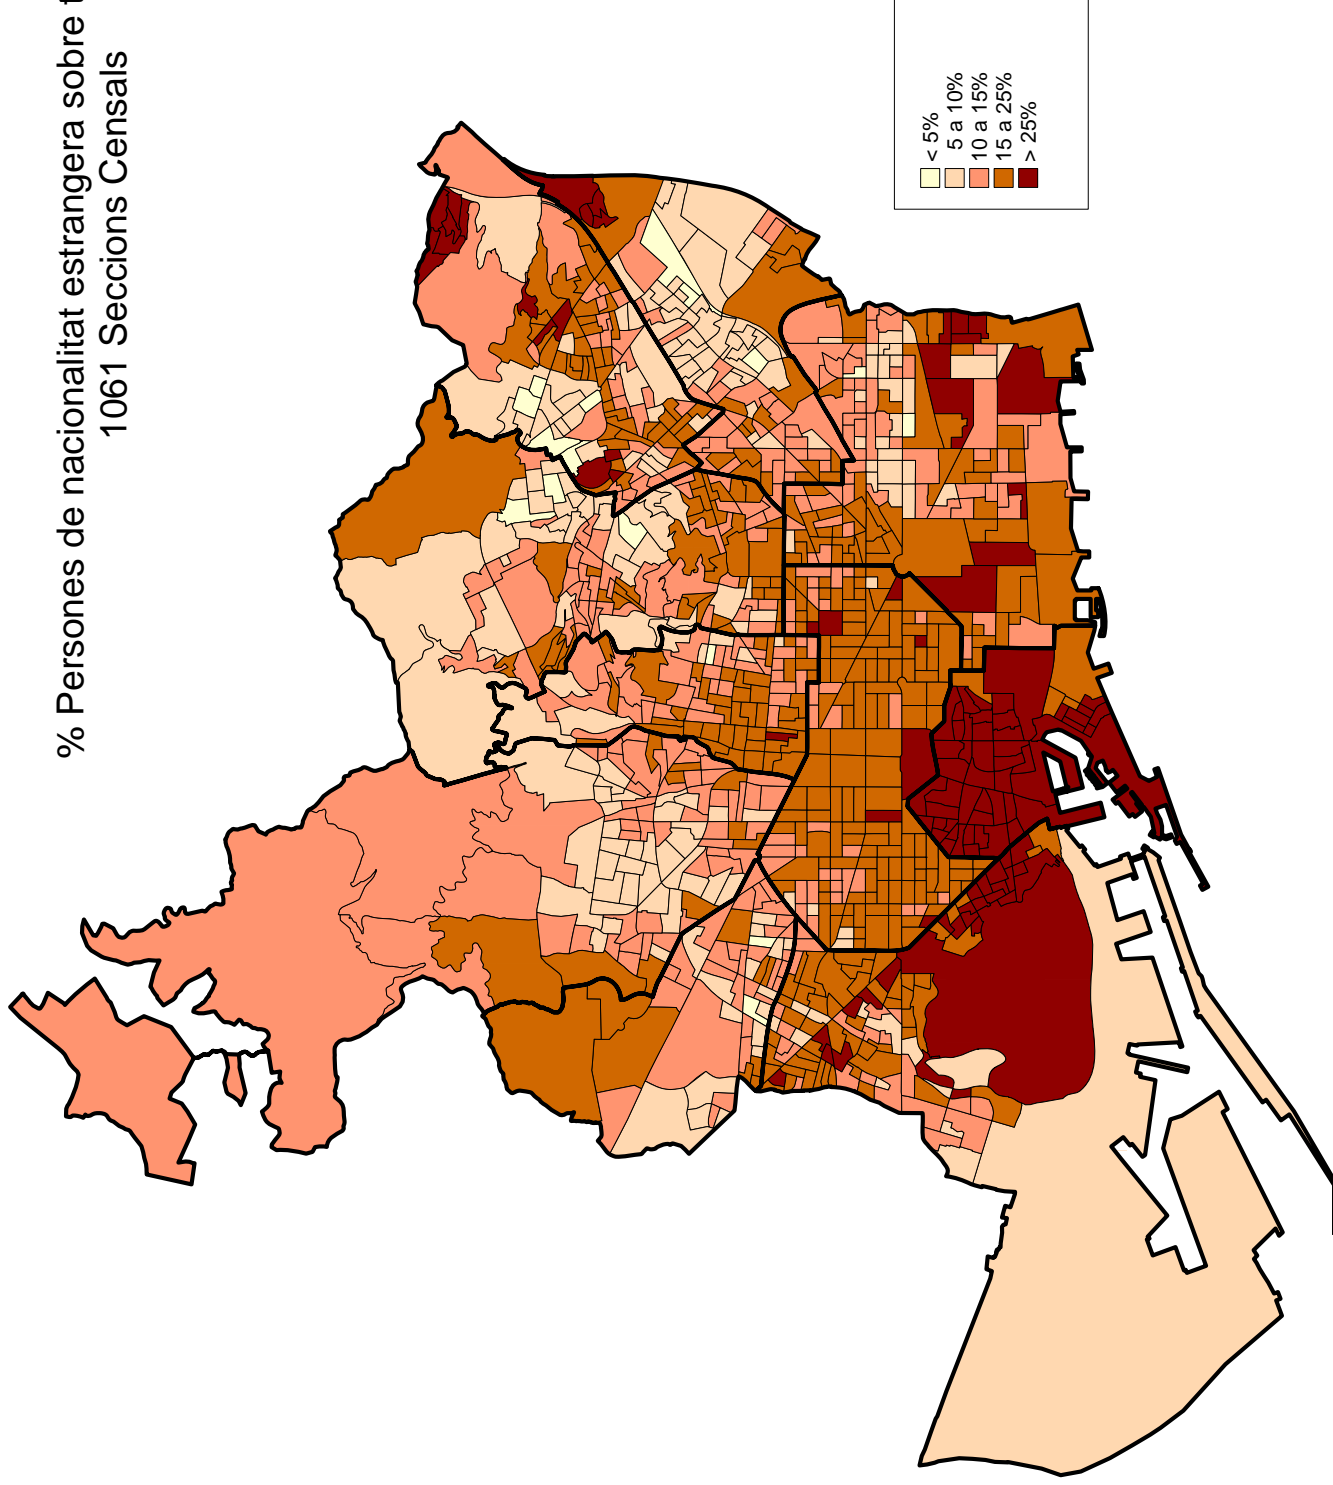 % Persones de nacionalitat estrangera sobre
1061 Seccions Censals
< 5%
5 a 10%
10 a 15%
15 a 25%
> 25%